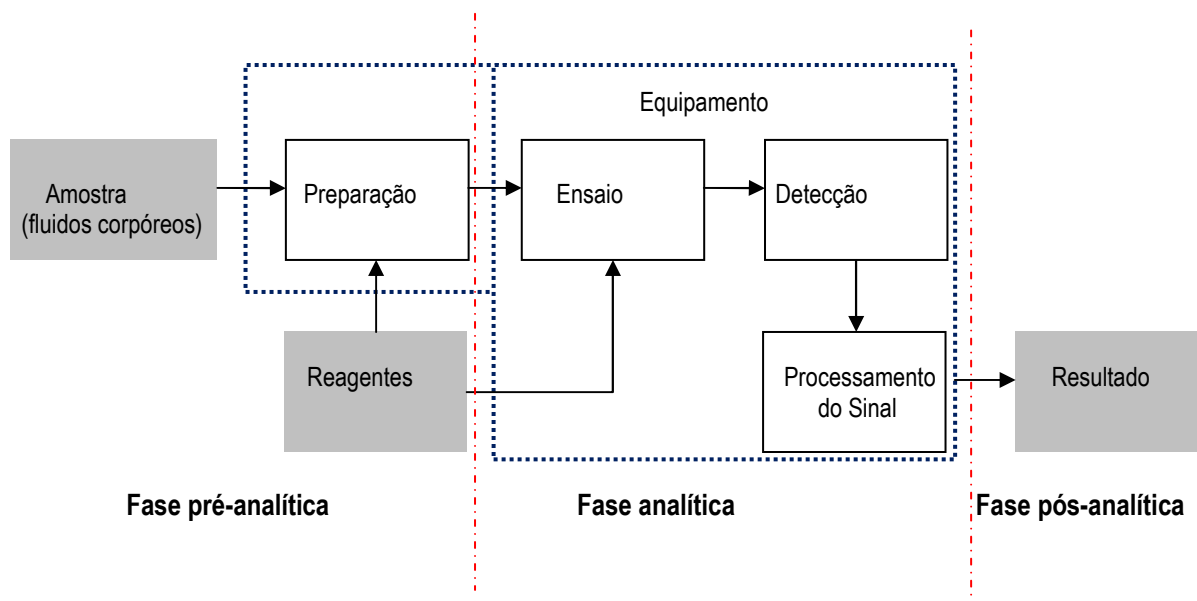 Equipamento
Amostra
(fluidos corpóreos)
Preparação
Ensaio
Detecção
Reagentes
Processamento
do Sinal
Resultado
Fase pré-analítica
Fase analítica
Fase pós-analítica